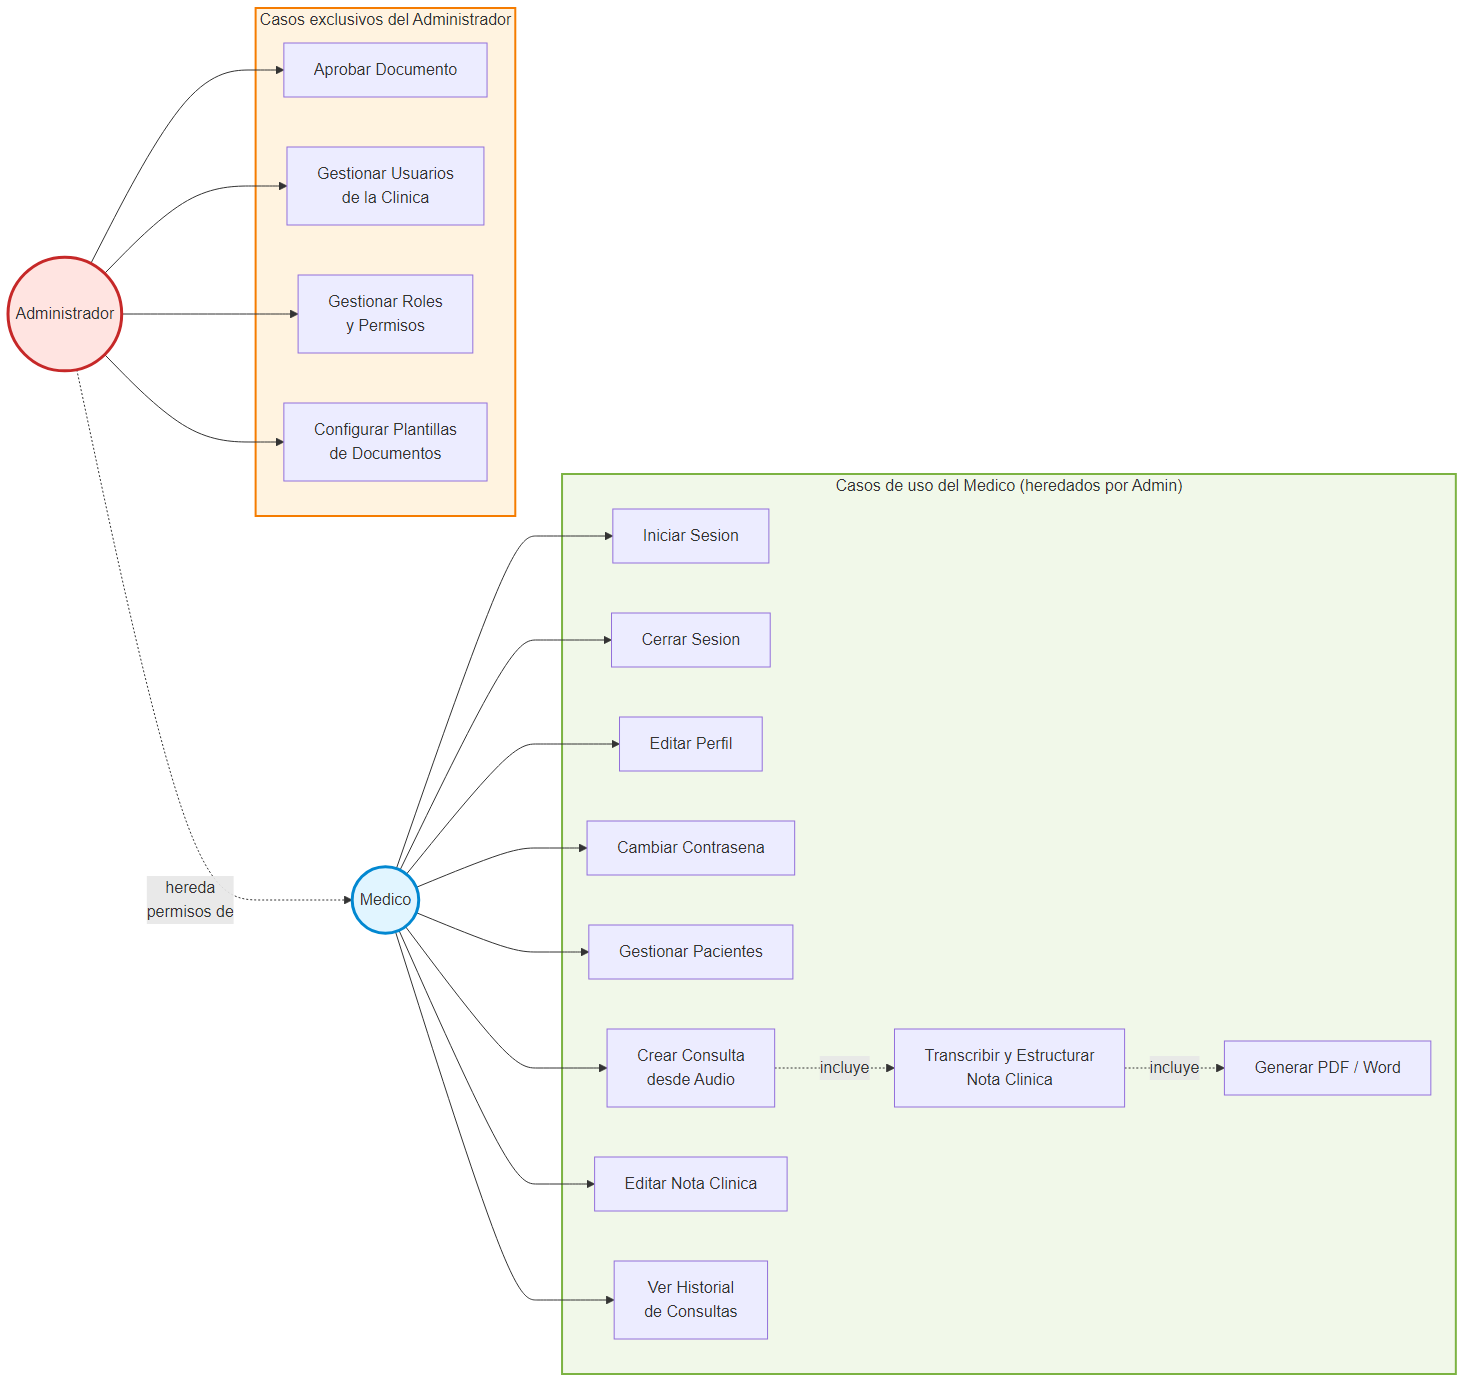 Casos exclusivos del Administrador
Aprobar Documento
Gestionar Usuarios
de la Clinica
Administrador
Gestionar Roles
y Permisos
Configurar Plantillas
de Documentos
Casos de uso del Medico (heredados por Admin)
Iniciar Sesion
Cerrar Sesion
Editar Perfil
Cambiar Contrasena
hereda
permisos de
Medico
Gestionar Pacientes
Crear Consulta
desde Audio
incluye
Transcribir y Estructurar
Nota Clinica
incluye
Generar PDF / Word
Editar Nota Clinica
Ver Historial
de Consultas